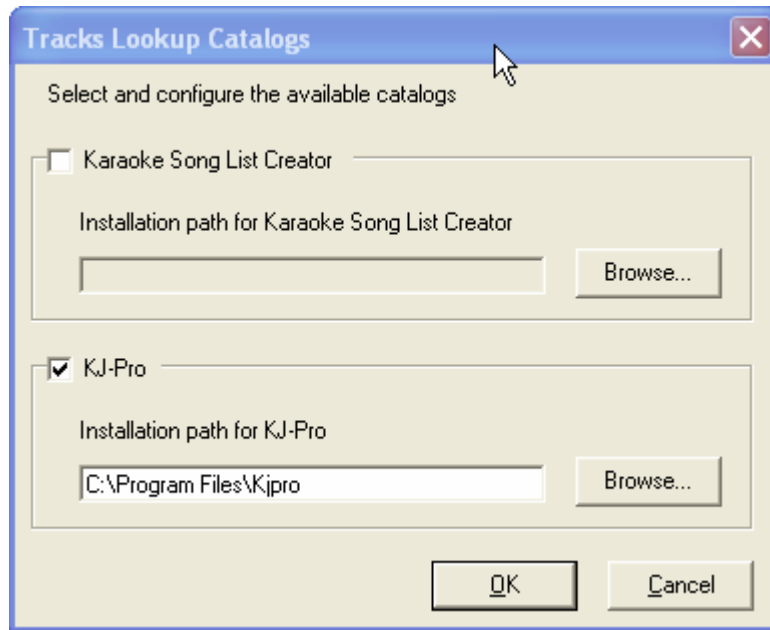 Tracks Lookup Catalogs
Select and configure the available catalogs
Karaoke Song List Creator
Installation path for Karaoke Song List Creator
Browse...
KJ-Pro
Installation path for KJ-Pro
C:\Program Files\Kjpro
Browse...
OK
Cancel